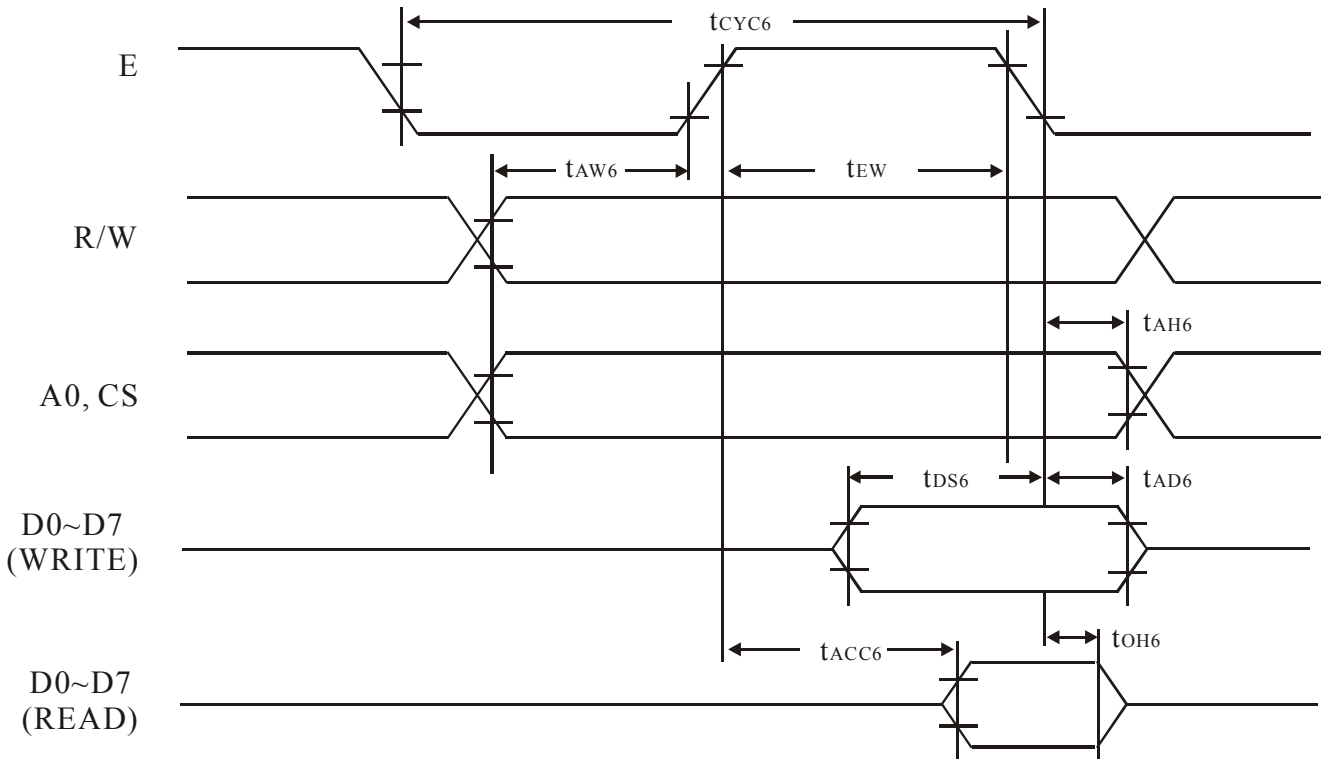 tCYC6
E
tAW6
tEW
R/W
tAH6
A0, CS
tDS6
tAD6
D0~D7
(WRITE)
tACC6
tOH6
D0~D7
(READ)